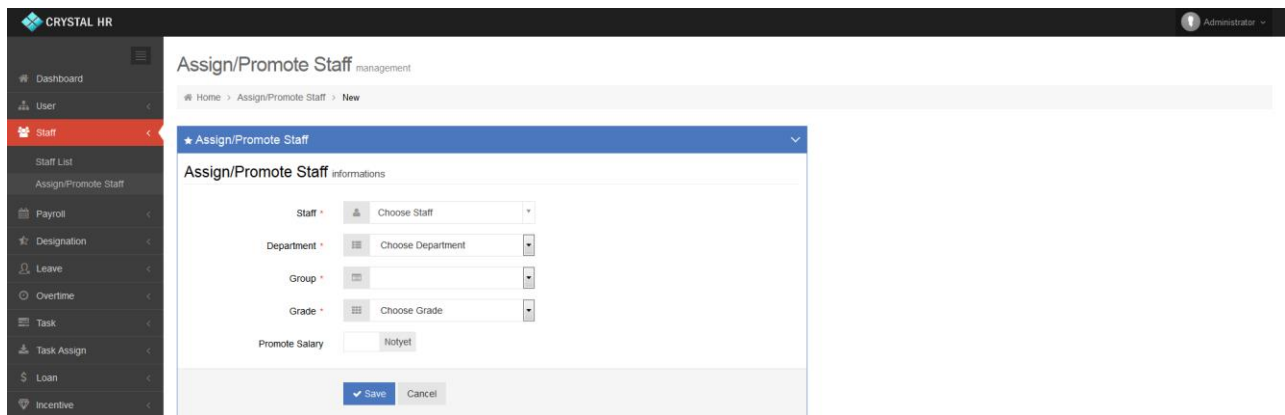 CRYSTAL HR
Administrator
Dashboard
User
Staff
Staff List
Assign/Promote Staff
Payroll
Designation
Leave
Overtime
Task
Task Assign
$ Loan
Incentive
Assign/Promote Staff management
Home > Assign/Promote Staff > New
Assign/Promote Staff
Assign/Promote Staff informations
Staff * Choose Staff
Department * Choose Department
Group *
Grade * Choose Grade
Promote Salary Notyet
Save Cancel